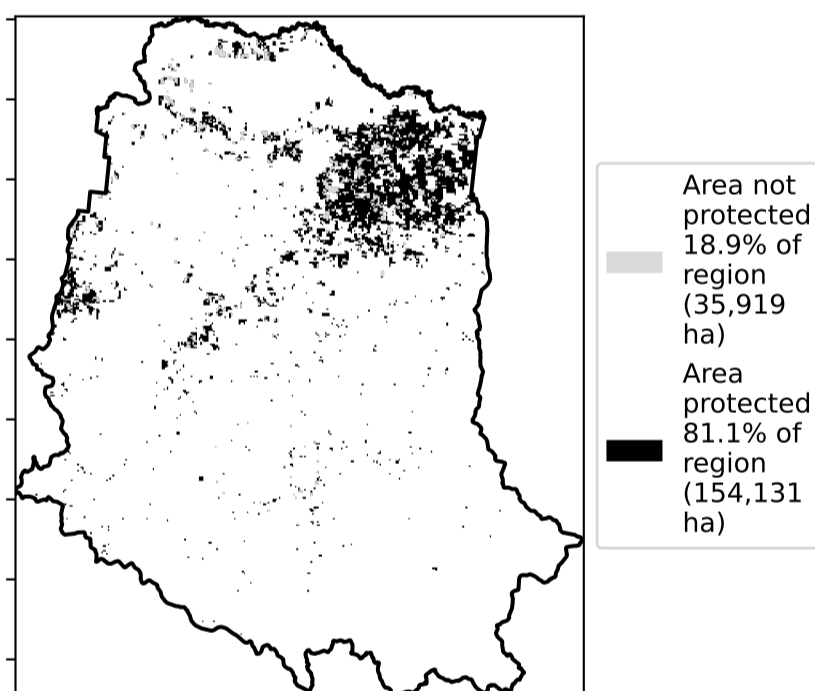 Area not
protected
18.9% of
region
(35,919
ha)
Area
protected
81.1% of
region
(154,131
ha)